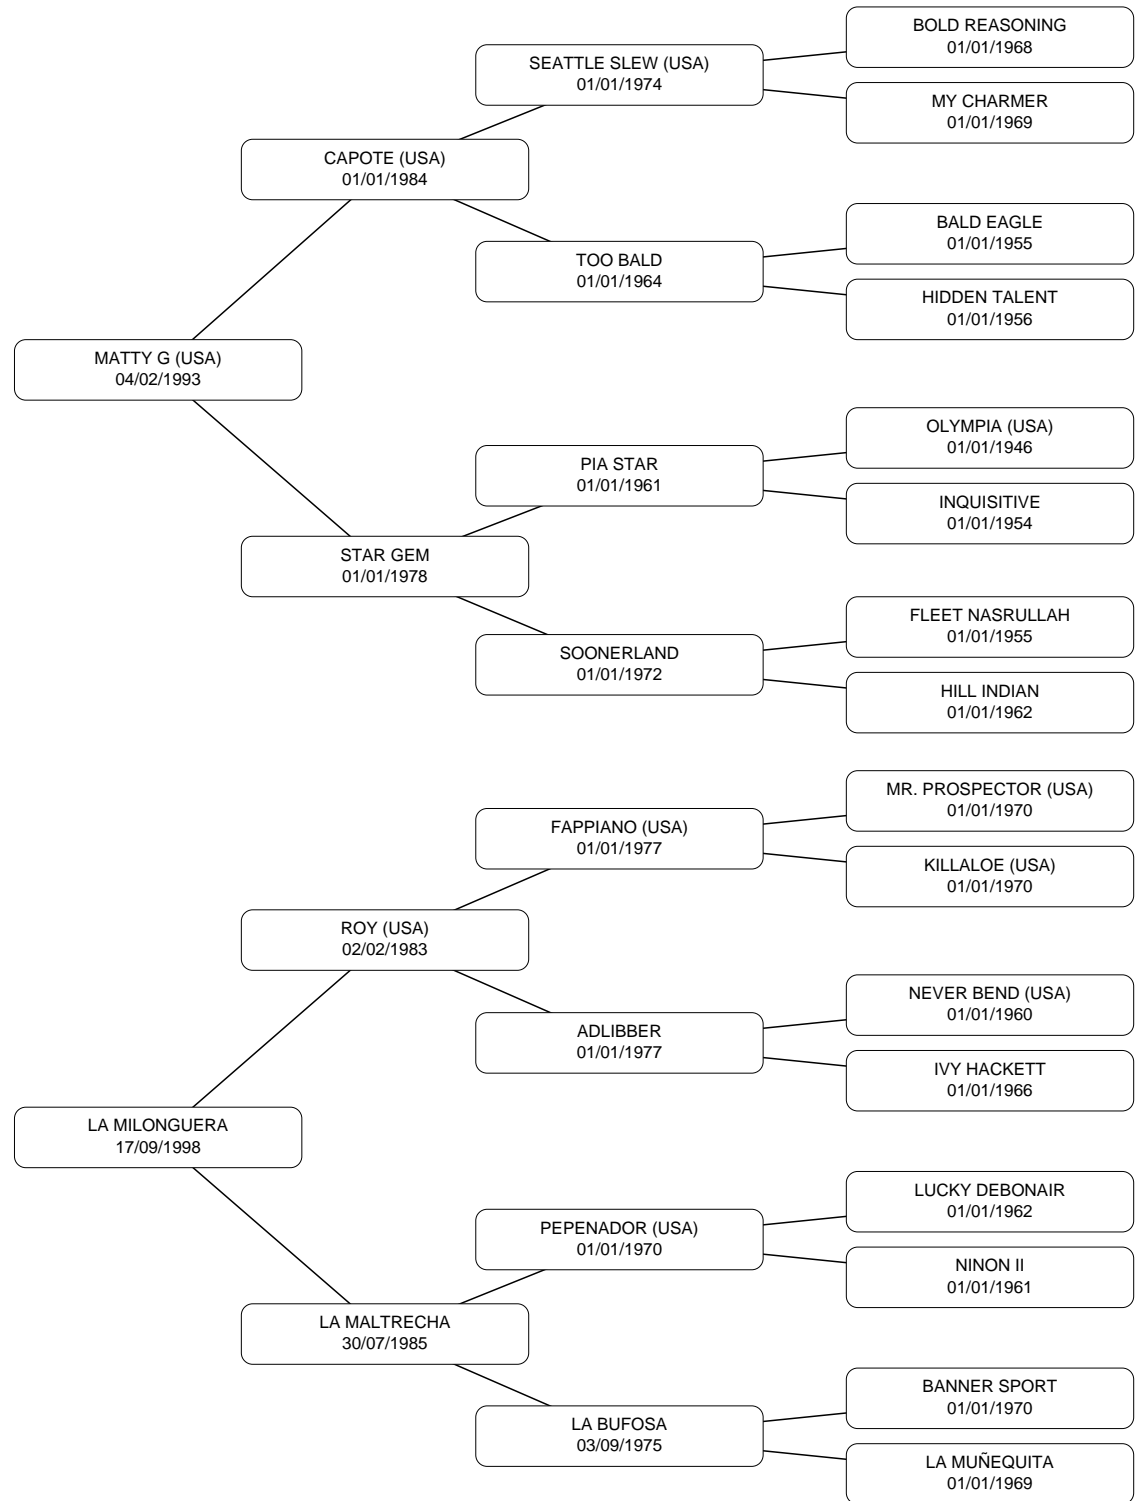 BOLD REASONING
01/01/1968
SEATTLE SLEW (USA)
01/01/1974
MY CHARMER
01/01/1969
CAPOTE (USA)
01/01/1984
BALD EAGLE
01/01/1955
TOO BALD
01/01/1964
HIDDEN TALENT
01/01/1956
MATTY G (USA)
04/02/1993
OLYMPIA (USA)
01/01/1946
PIA STAR
01/01/1961
INQUISITIVE
01/01/1954
STAR GEM
01/01/1978
FLEET NASRULLAH
01/01/1955
SOONERLAND
01/01/1972
HILL INDIAN
01/01/1962
MR. PROSPECTOR (USA)
01/01/1970
FAPPIANO (USA)
01/01/1977
KILLALOE (USA)
01/01/1970
ROY (USA)
02/02/1983
NEVER BEND (USA)
01/01/1960
ADLIBBER
01/01/1977
IVY HACKETT
01/01/1966
LA MILONGUERA
17/09/1998
LUCKY DEBONAIR
01/01/1962
PEPENADOR (USA)
01/01/1970
NINON II
01/01/1961
LA MALTRECHA
30/07/1985
BANNER SPORT
01/01/1970
LA BUFOSA
03/09/1975
LA MUÑEQUITA
01/01/1969